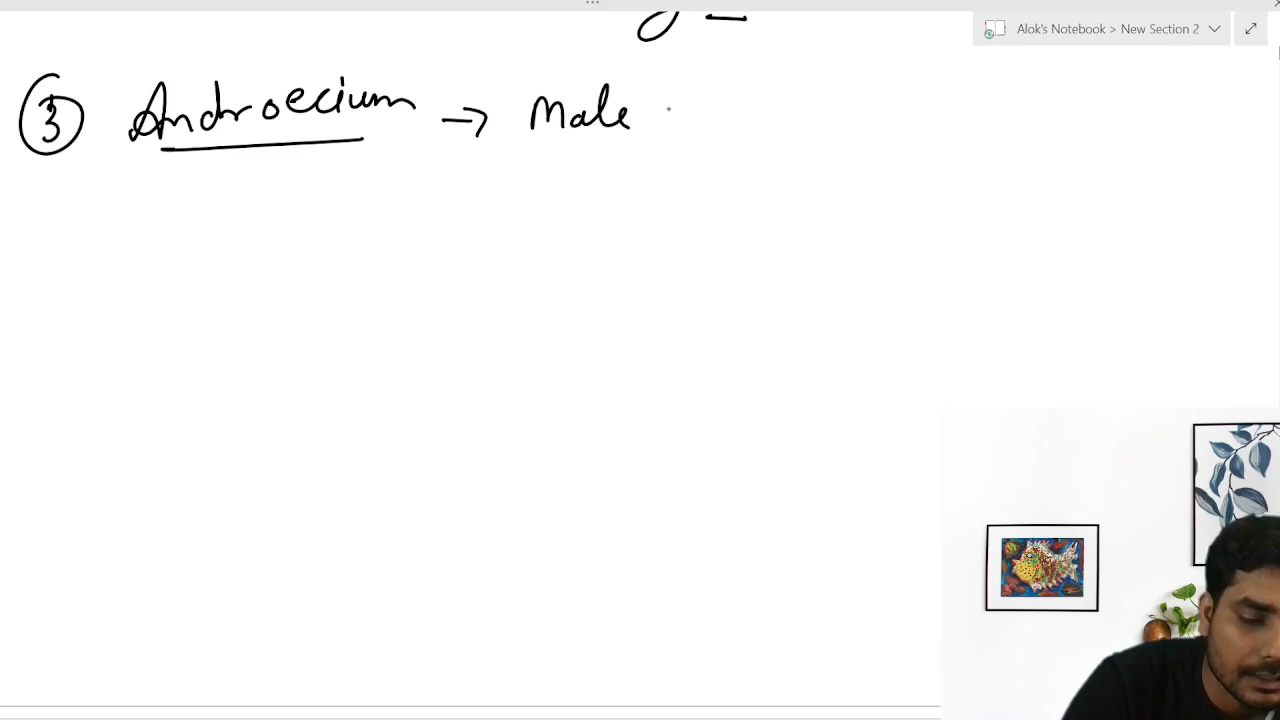 Alok's Notebook > New Section 2
③ Androecium → Male